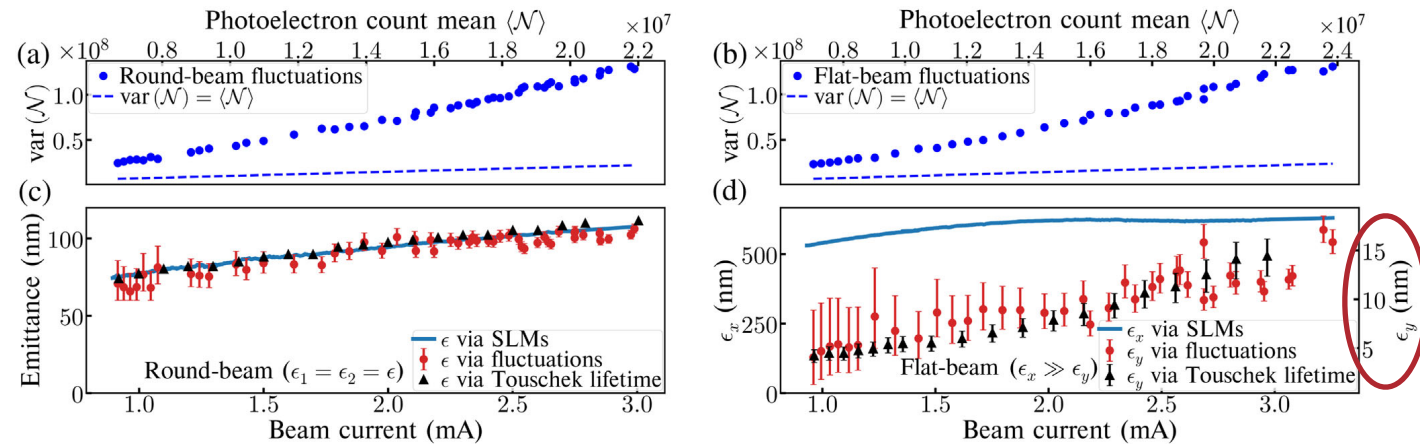 Photoelectron count mean ⟨𝒩⟩
Photoelectron count mean ⟨𝒩⟩
(a)
×10⁸ 0.8 1.0 1.2 1.4 1.6 1.8 2.0 2.2 ×10⁷
(b)
×10⁸ 0.8 1.0 1.2 1.4 1.6 1.8 2.0 2.2 2.4 ×10⁷
var(𝒩)
1.0
0.5
Round-beam fluctuations
var (𝒩) = ⟨𝒩⟩
var(𝒩)
1.0
0.5
Flat-beam fluctuations
var (𝒩) = ⟨𝒩⟩
(c)
Emittance (nm)
100
50
0
ϵ via SLMs
ϵ via fluctuations
ϵ via Touschek lifetime
Round-beam (ϵ₁ = ϵ₂ = ϵ)
1.0 1.5 2.0 2.5 3.0
Beam current (mA)
(d)
ϵₓ (nm)
500
250
0
ϵₓ via SLMs
ϵᵧ via fluctuations
ϵᵧ via Touschek lifetime
Flat-beam (ϵₓ ≫ ϵᵧ)
15
10
5
ϵᵧ (nm)
1.0 1.5 2.0 2.5 3.0
Beam current (mA)